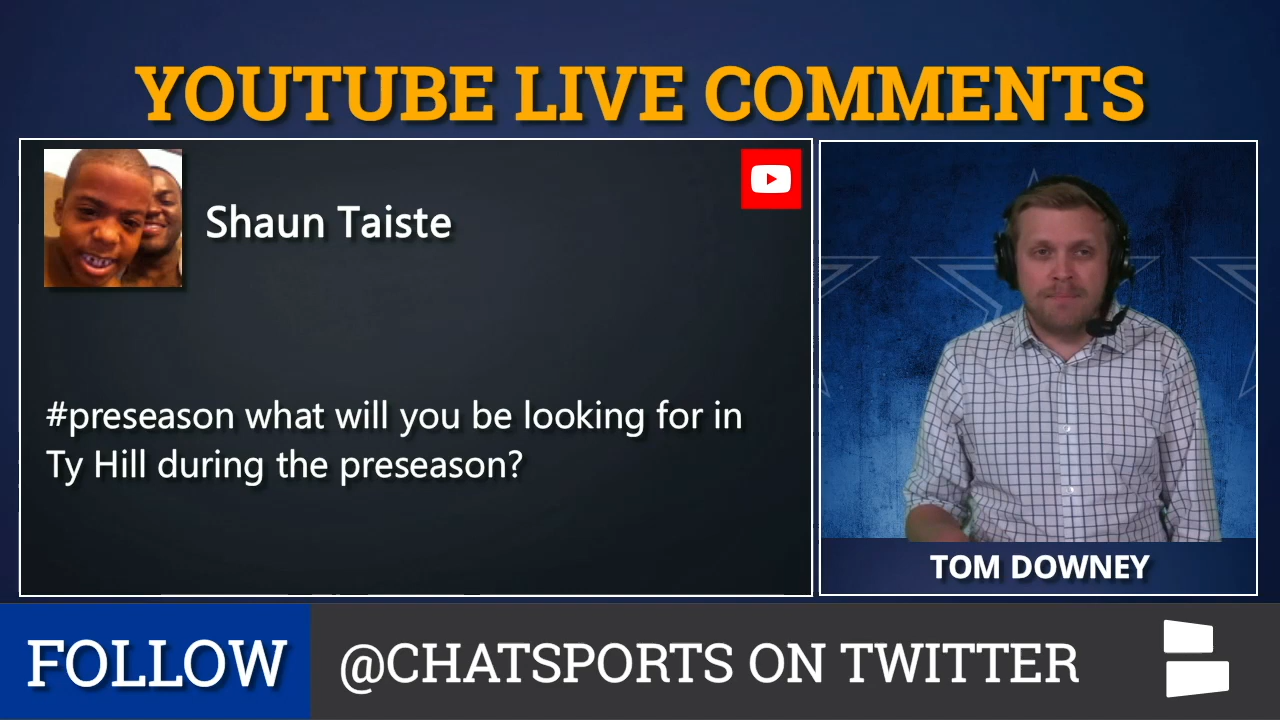 YOUTUBE LIVE COMMENTS
Shaun Taiste
#preseason what will you be looking for in
Ty Hill during the preseason?
TOM DOWNEY
FOLLOW
@CHATSPORTS ON TWITTER